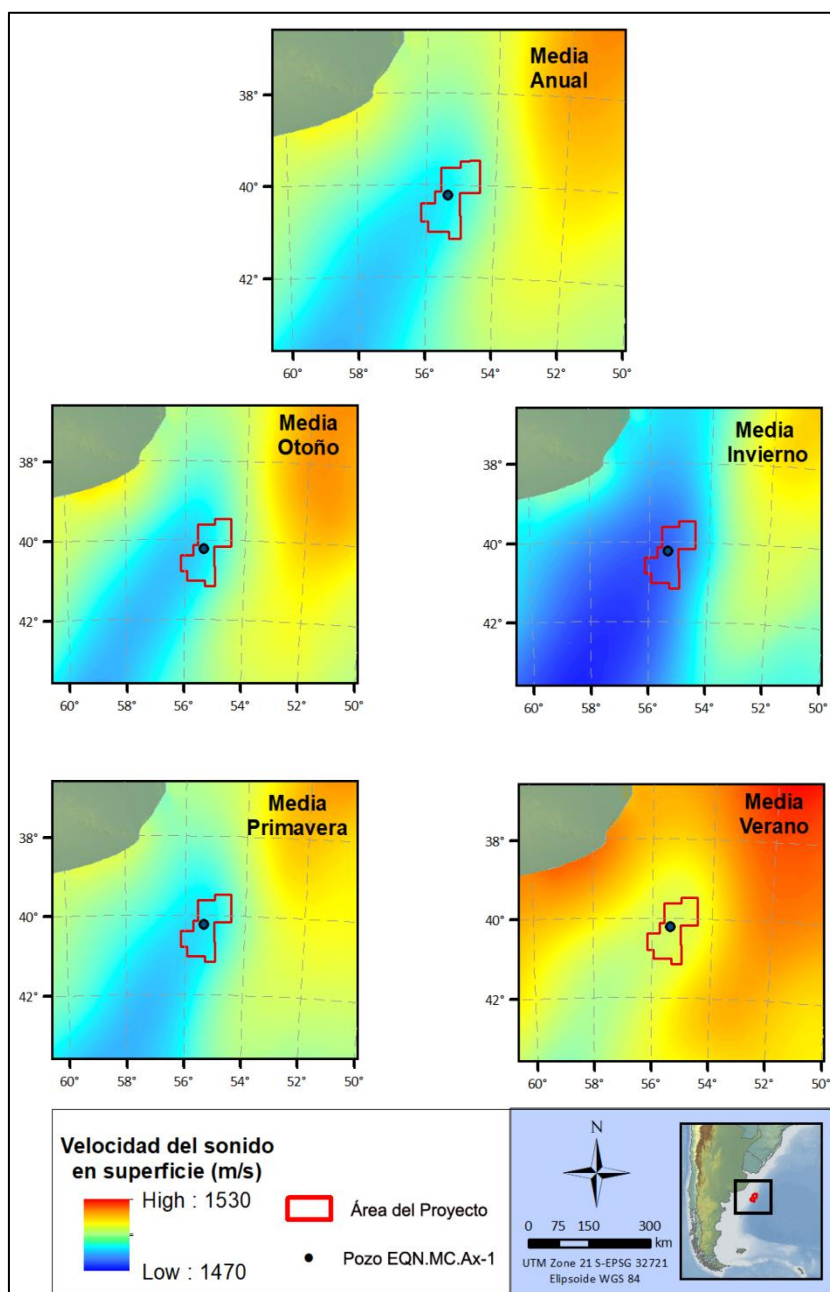 Media
Anual
38°
40°
42°
60° 58° 56° 54° 52° 50°
Media
Otoño
38°
40°
42°
60° 58° 56° 54° 52° 50°
Media
Invierno
38°
40°
42°
60° 58° 56° 54° 52° 50°
Media
Primavera
38°
40°
42°
60° 58° 56° 54° 52° 50°
Media
Verano
38°
40°
42°
60° 58° 56° 54° 52° 50°
Velocidad del sonido
en superficie (m/s)
High : 1530
Low : 1470
Área del Proyecto
Pozo EQN.MC.Ax-1
N
0 75 150 300
km
UTM Zone 21 S-EPSG 32721
Elipsoide WGS 84